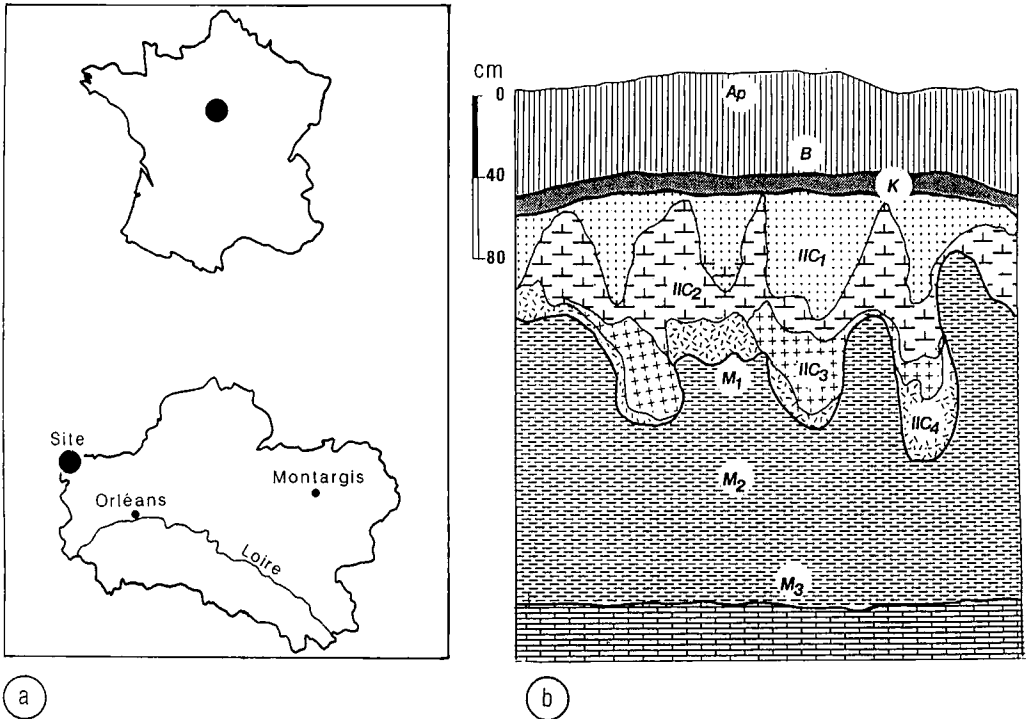 Site
Orléans
Montargis
Loire
a
cm
0
40
80
Ap
B
K
IIC1
IIC2
IIC3
M1
IIC4
M2
M3
b